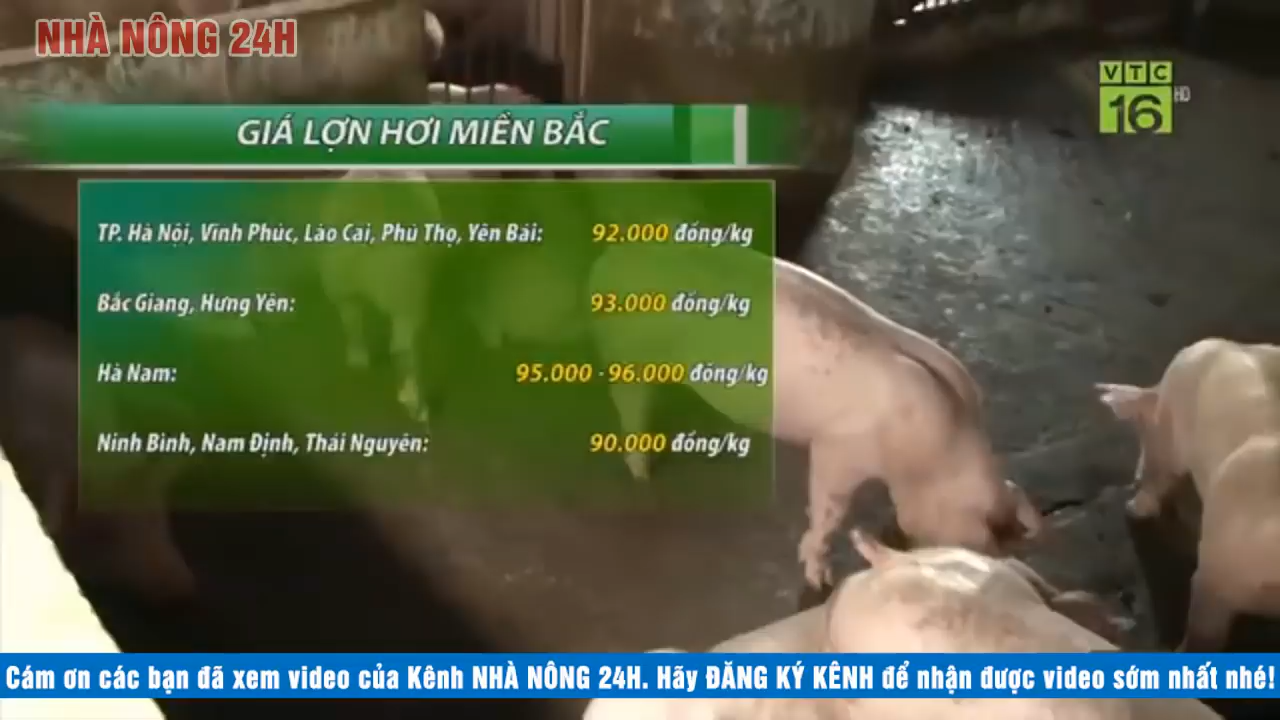 NHÀ NÔNG 24H
VTC
HD
16
GIÁ LỢN HƠI MIỀN BẮC
TP. Hà Nội, Vĩnh Phúc, Lào Cai, Phú Thọ, Yên Bái: 92.000 đồng/kg
Bắc Giang, Hưng Yên: 93.000 đồng/kg
Hà Nam: 95.000 - 96.000 đồng/kg
Ninh Bình, Nam Định, Thái Nguyên: 90.000 đồng/kg
Cám ơn các bạn đã xem video của Kênh NHÀ NÔNG 24H. Hãy ĐĂNG KÝ KÊNH để nhận được video sớm nhất nhé!